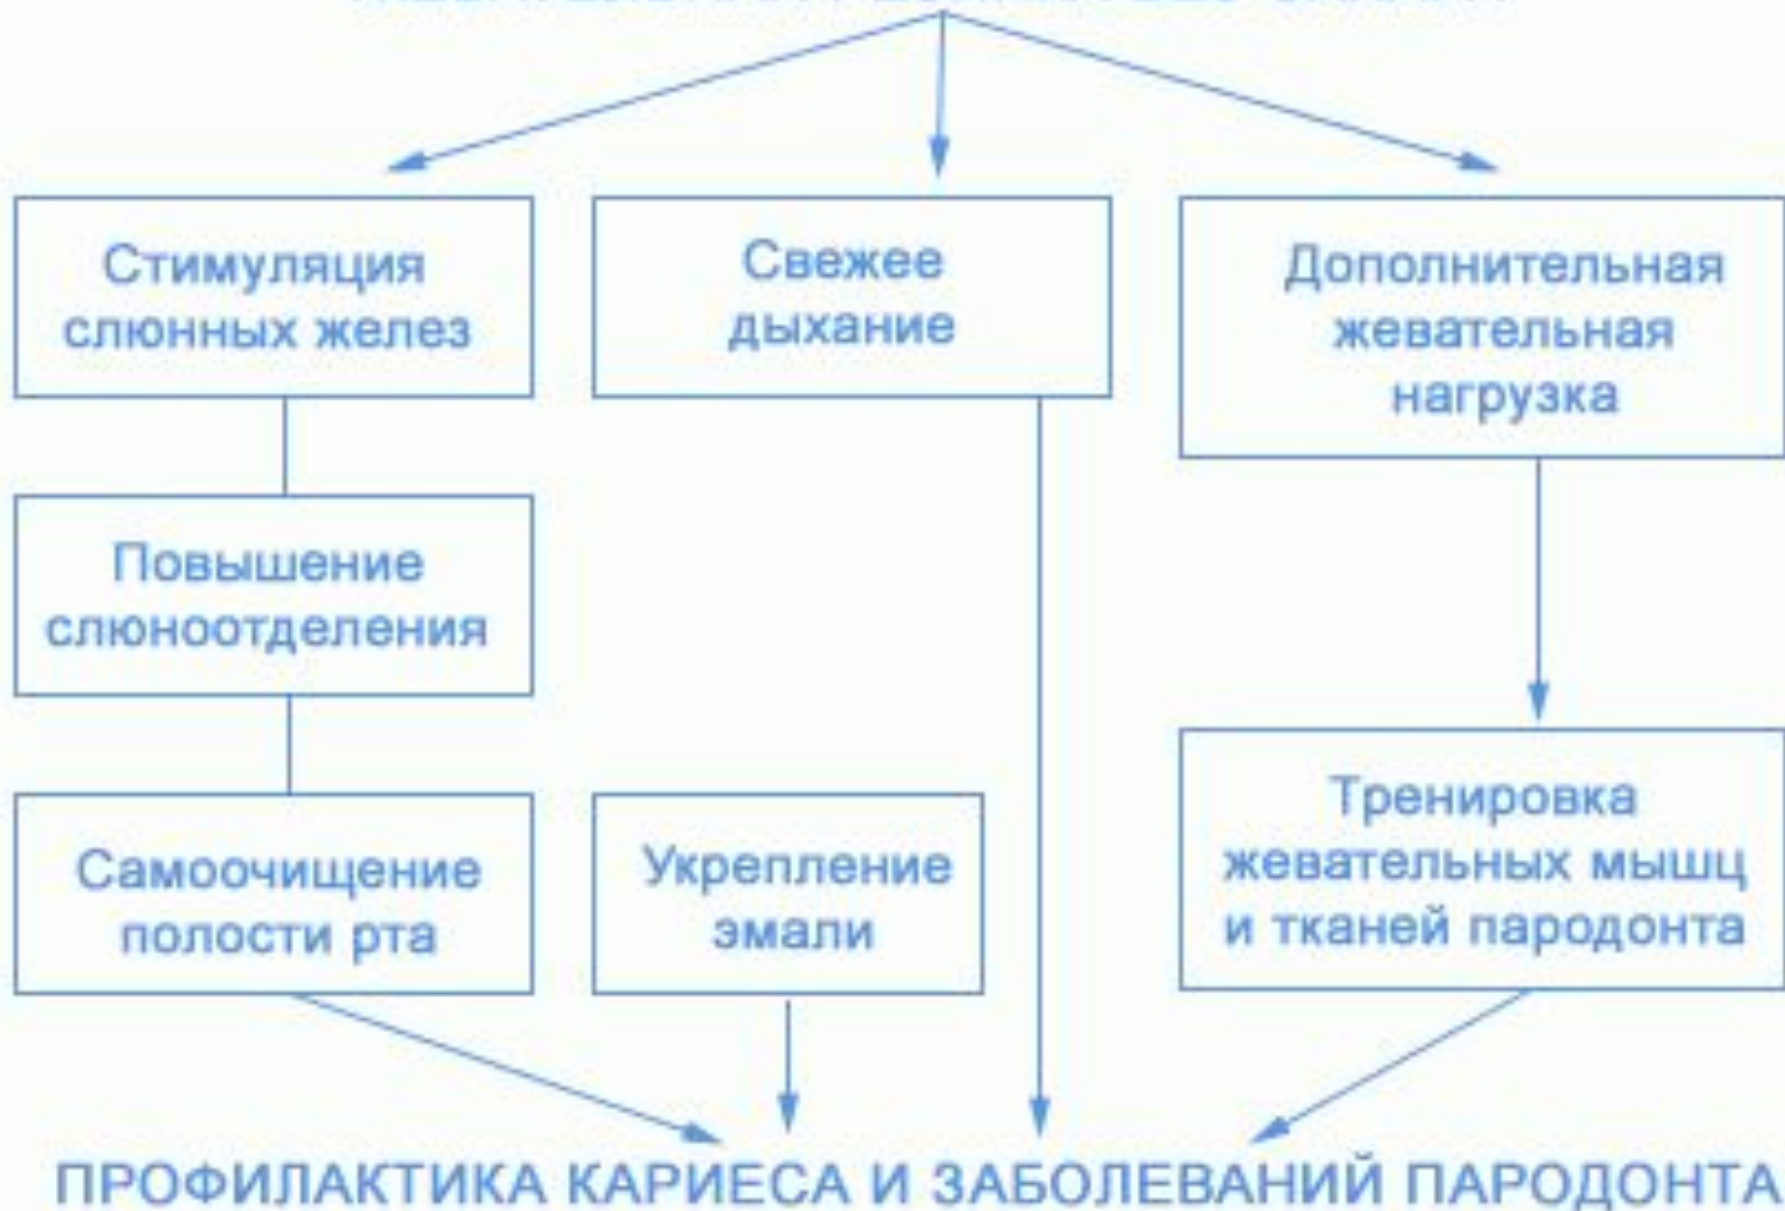 Стимуляция
слюнных желез
Свежее
дыхание
Дополнительная
жевательная
нагрузка
Повышение
слюноотделения
Самоочищение
полости рта
Укрепление
эмали
Тренировка
жевательных мышц
и тканей пародонта
ПРОФИЛАКТИКА КАРИЕСА И ЗАБОЛЕВАНИЙ ПАРОДОНТА